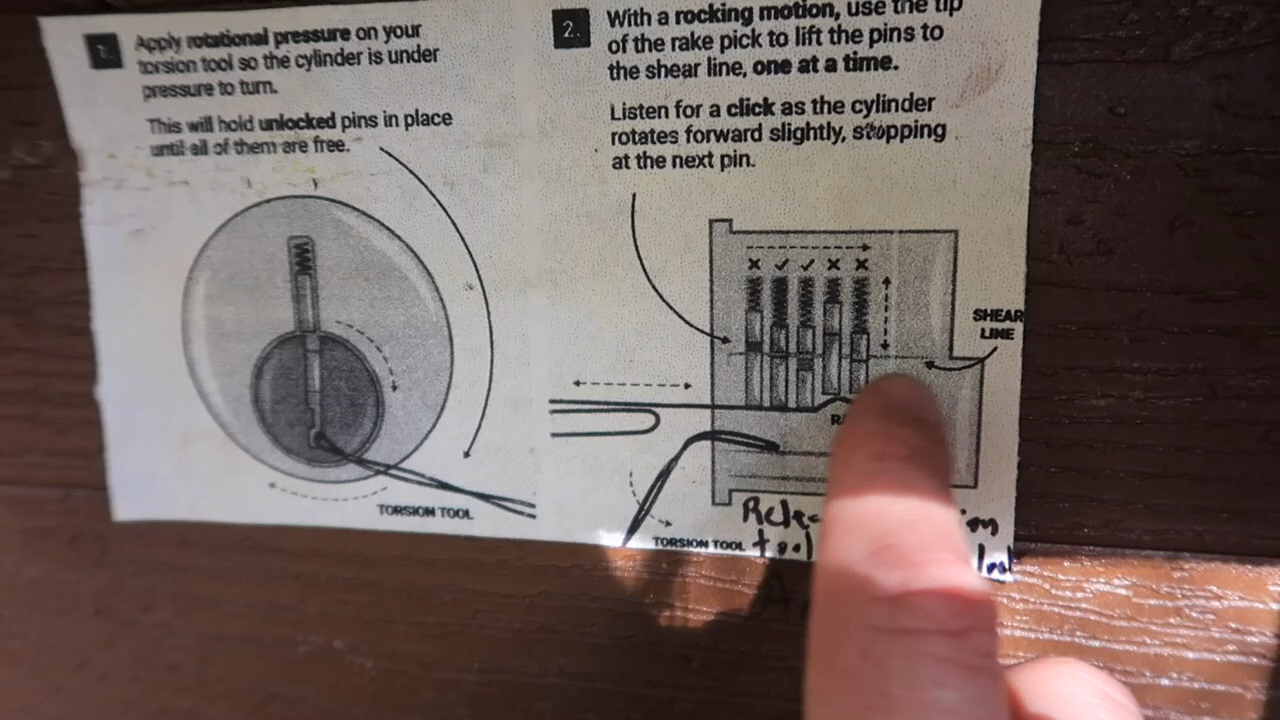 1. Apply rotational pressure on your
torsion tool so the cylinder is under
pressure to turn.
This will hold unlocked pins in place
until all of them are free.
TORSION TOOL
2. With a rocking motion, use the tip
of the rake pick to lift the pins to
the shear line, one at a time.
Listen for a click as the cylinder
rotates forward slightly, stopping
at the next pin.
SHEAR
LINE
TORSION TOOL
tool